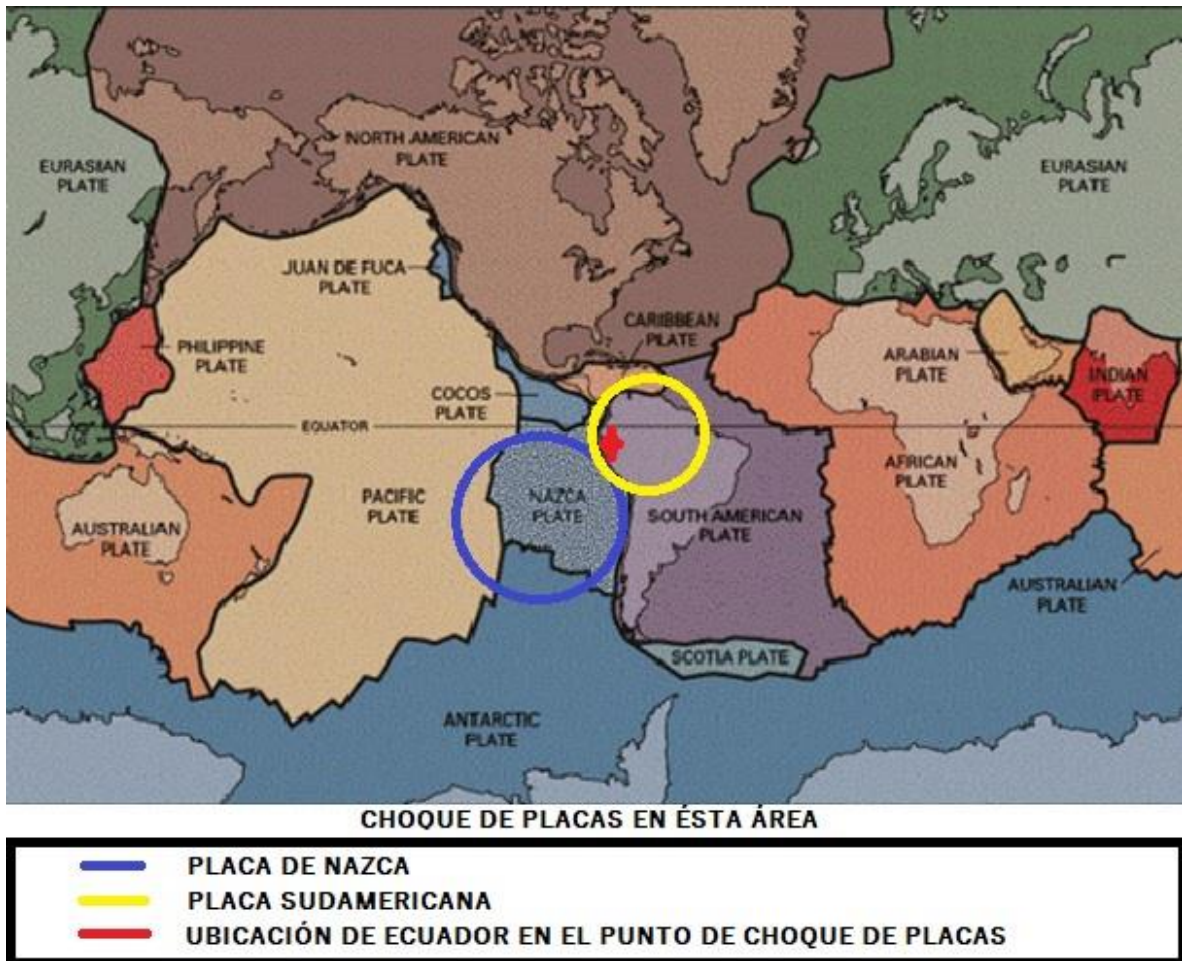 NORTH AMERICAN
PLATE
EURASIAN
PLATE
EURASIAN
PLATE
JUAN DE FUCA
PLATE
CARIBBEAN
PLATE
PHILIPPINE
PLATE
ARABIAN
PLATE
INDIAN
PLATE
COCOS
PLATE
EQUATOR
AFRICAN
PLATE
PACIFIC
PLATE
NAZCA
PLATE
SOUTH AMERICAN
PLATE
AUSTRALIAN
PLATE
AUSTRALIAN
PLATE
SCOTIA PLATE
ANTARCTIC
PLATE
CHOQUE DE PLACAS EN ÉSTA ÁREA
PLACA DE NAZCA
PLACA SUDAMERICANA
UBICACIÓN DE ECUADOR EN EL PUNTO DE CHOQUE DE PLACAS